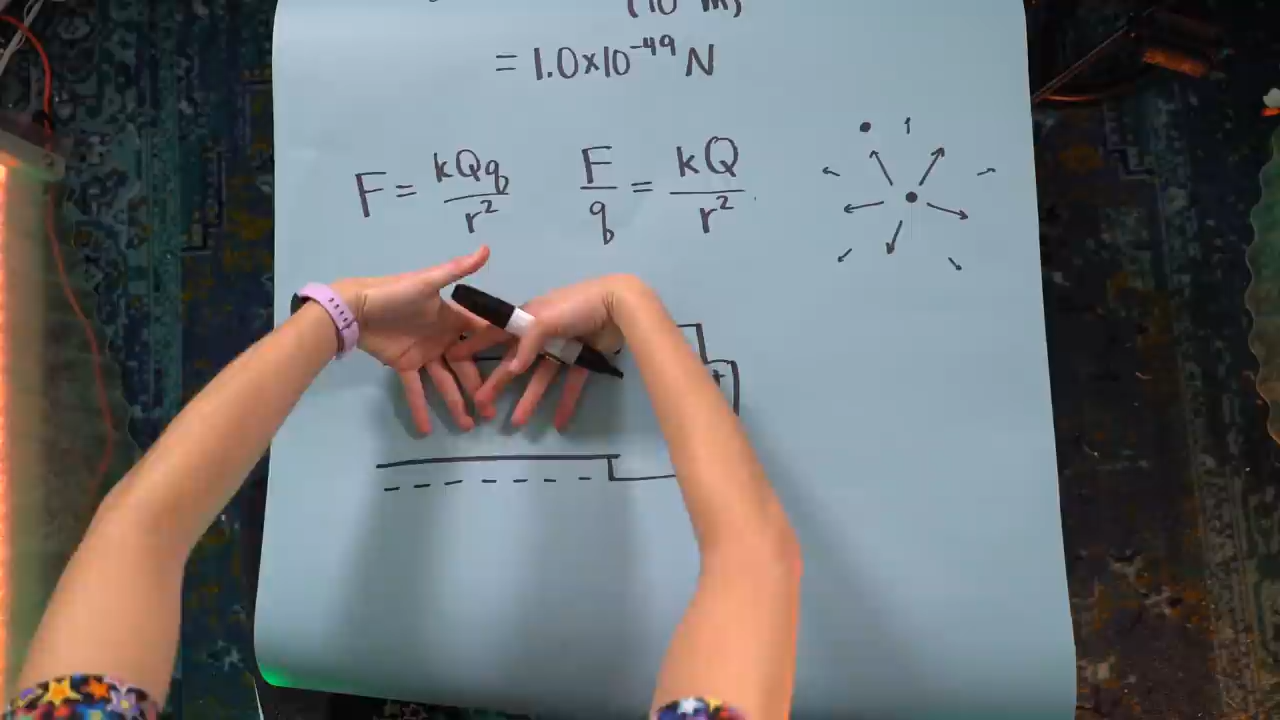 = 1.0×10⁻⁴⁹ N
F = kQq/r² F/q = kQ/r²
+